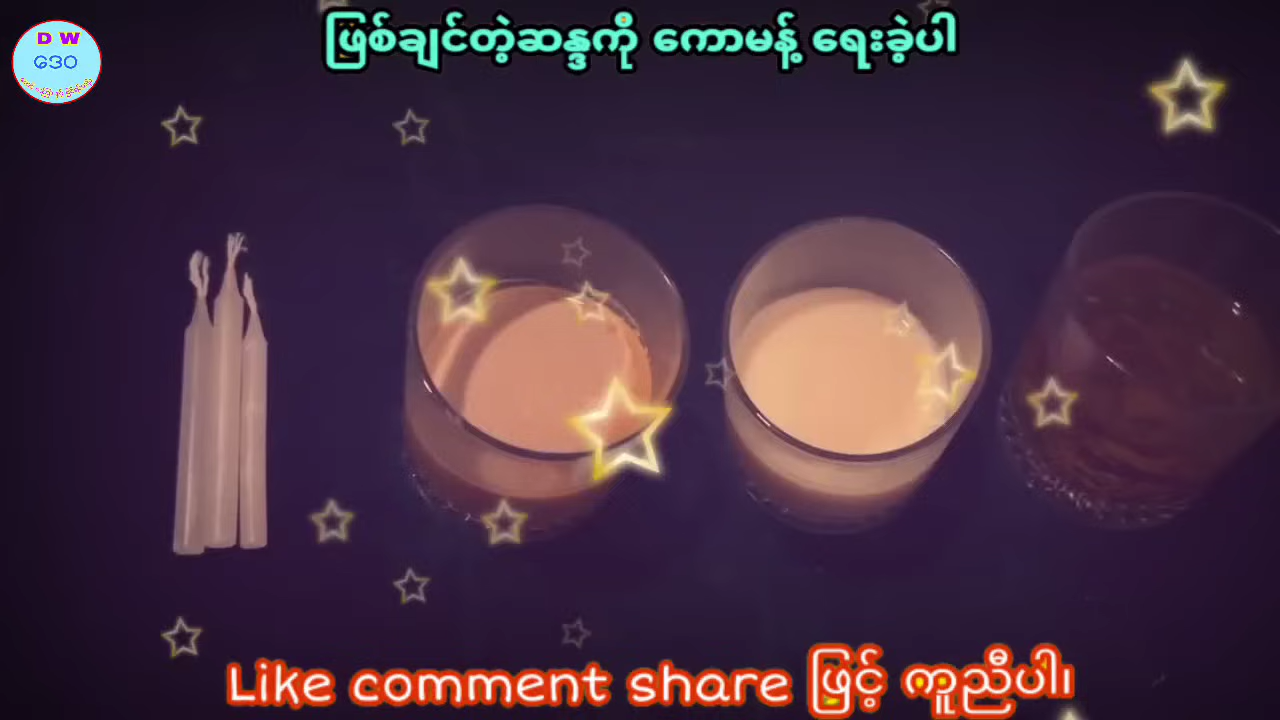 ဖြစ်ချင်တဲ့ဆန္ဒကို ကောမန့် ရေးခဲ့ပါ
D W
Like comment share ဖြင့် ကူညီပါ၊